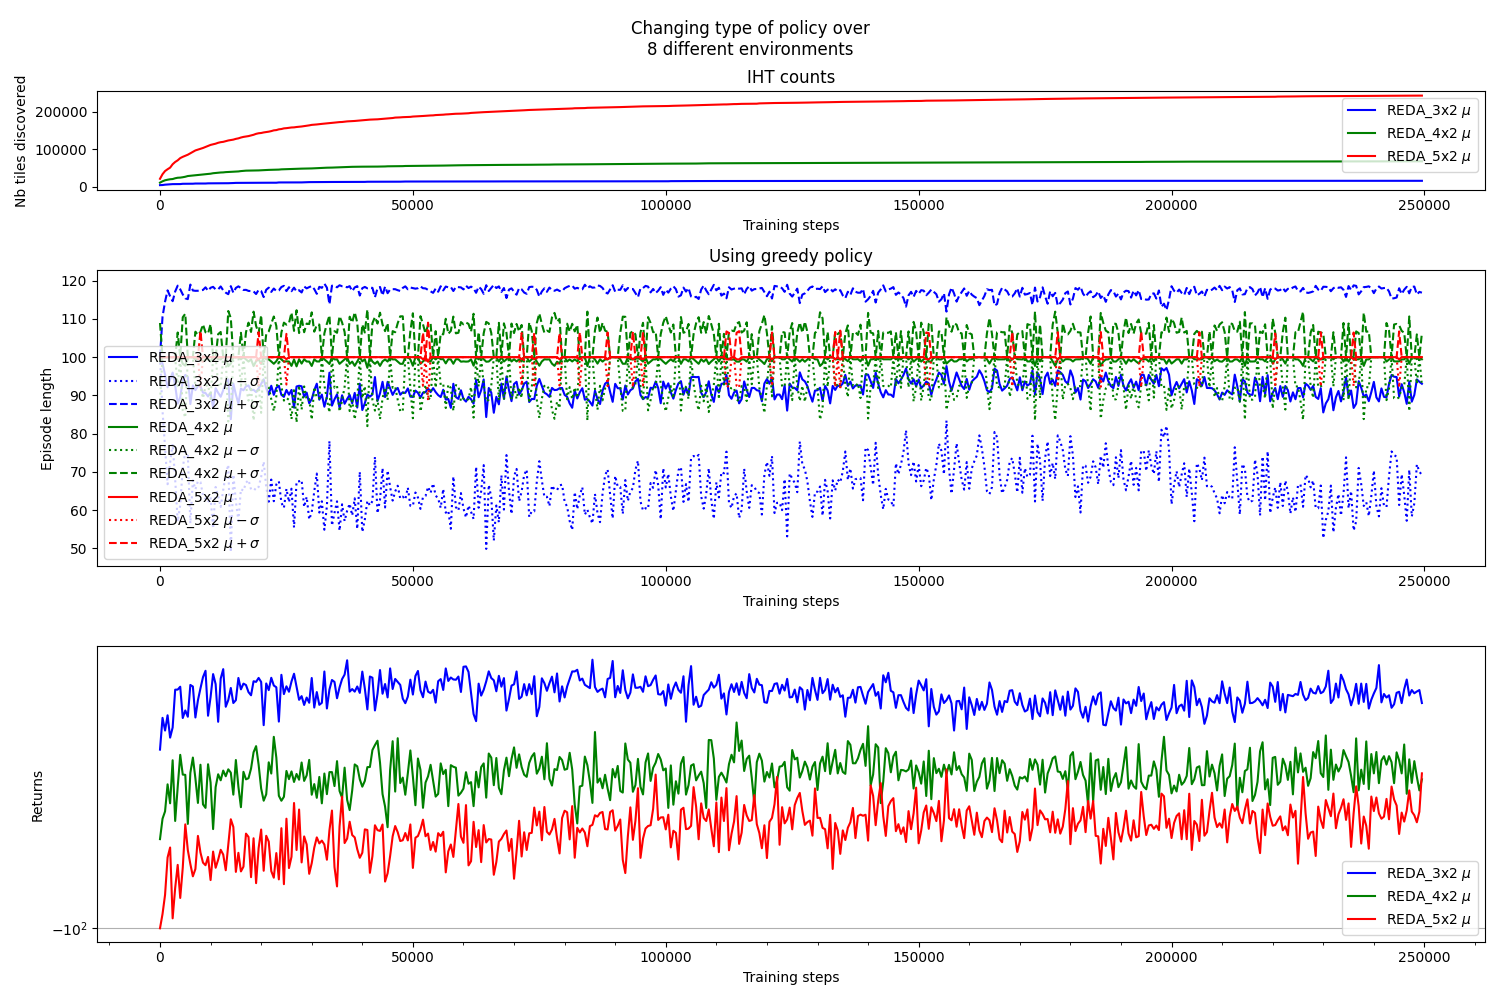 Changing type of policy over
8 different environments
IHT counts
Nb tiles discovered
200000
100000
0
REDA_3x2 μ
REDA_4x2 μ
REDA_5x2 μ
0 50000 100000 150000 200000 250000
Training steps
Using greedy policy
Episode length
120
110
100
90
80
70
60
50
REDA_3x2 μ
REDA_3x2 μ − σ
REDA_3x2 μ + σ
REDA_4x2 μ
REDA_4x2 μ − σ
REDA_4x2 μ + σ
REDA_5x2 μ
REDA_5x2 μ − σ
REDA_5x2 μ + σ
0 50000 100000 150000 200000 250000
Training steps
Returns
−10²
REDA_3x2 μ
REDA_4x2 μ
REDA_5x2 μ
0 50000 100000 150000 200000 250000
Training steps